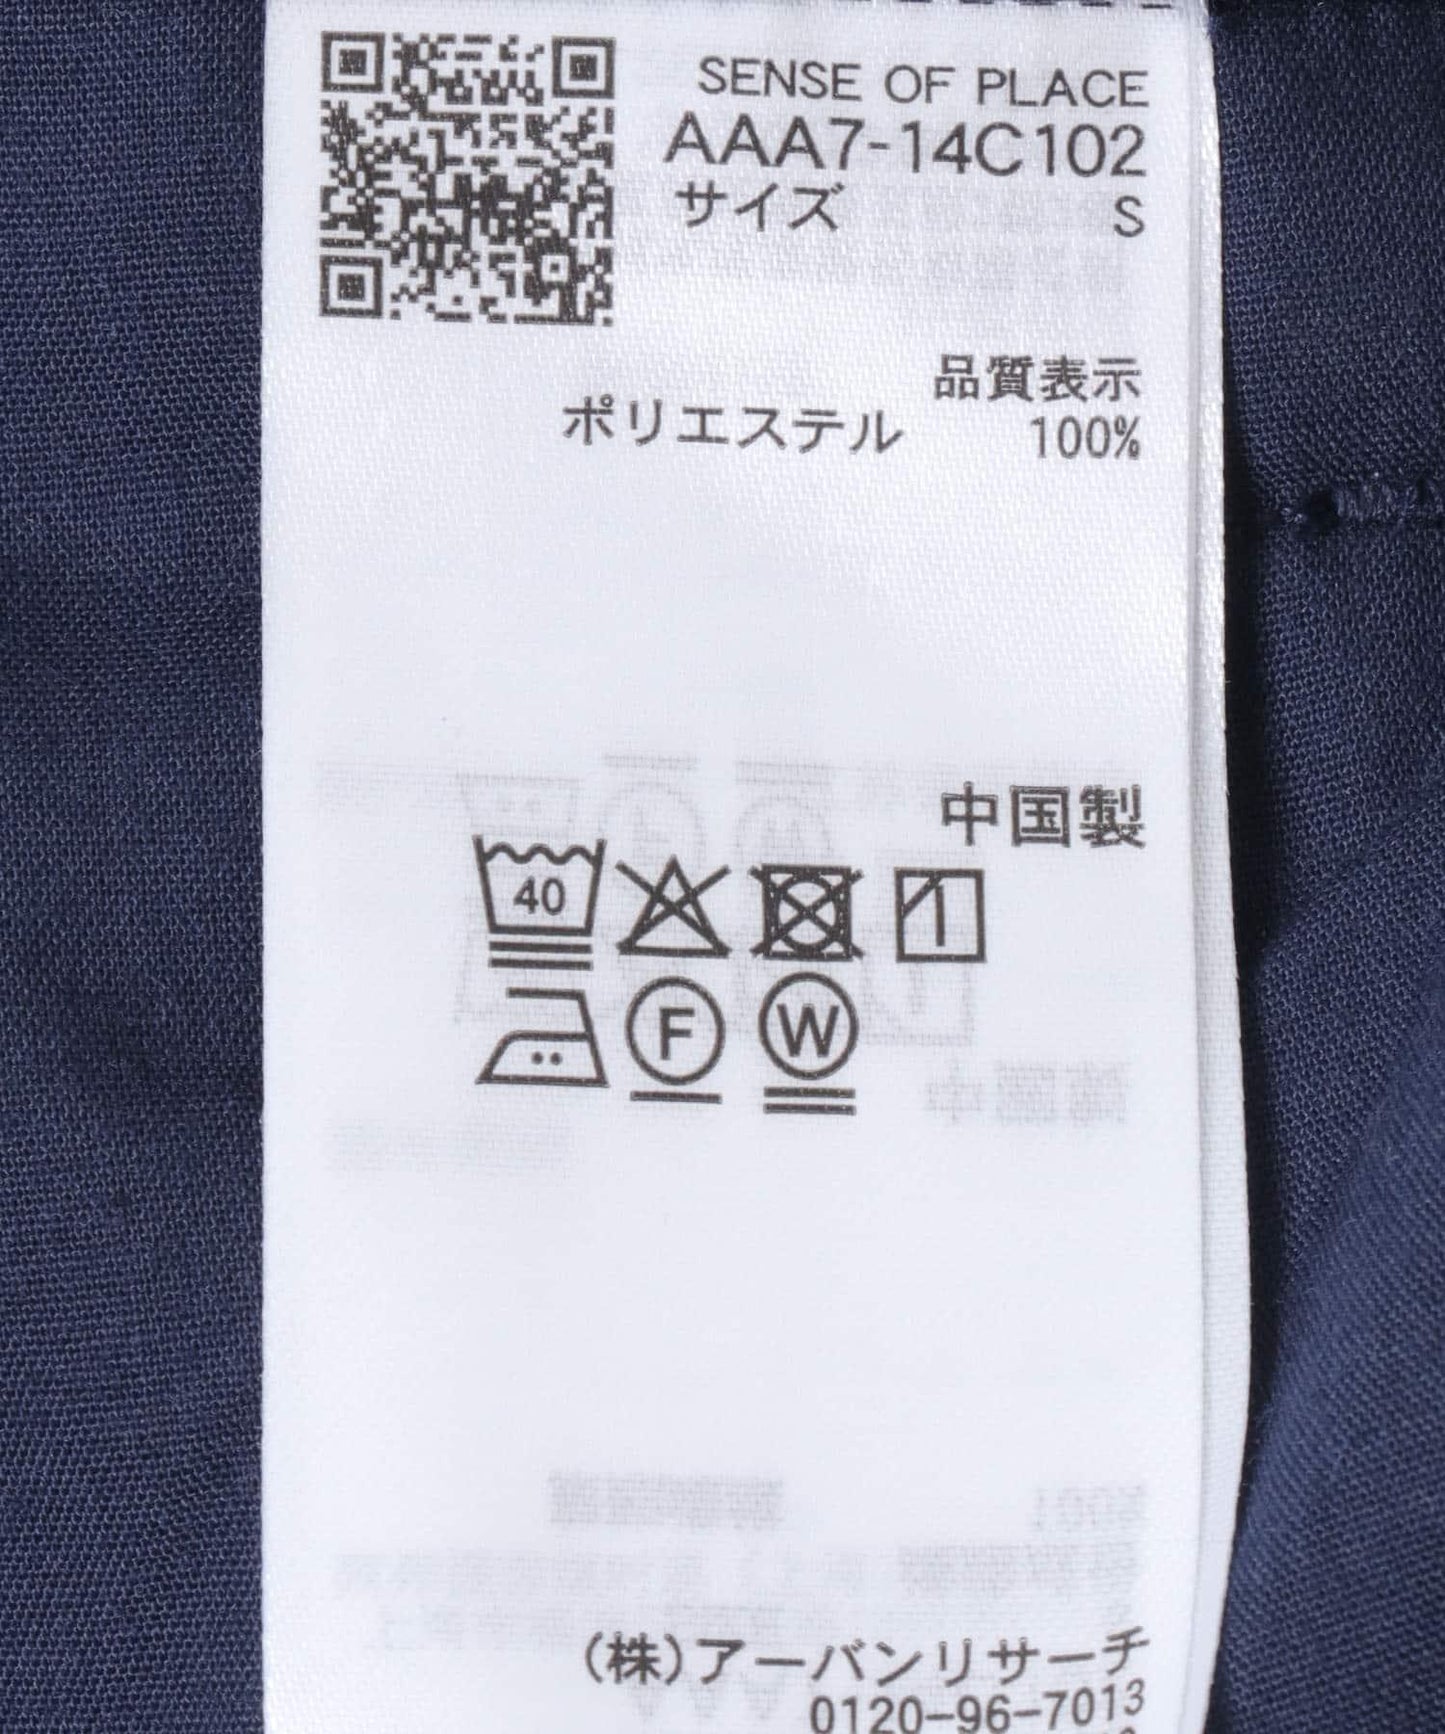 SENSE OF PLACE
AAA7-14C102
サイズ S
品質表示
ポリエステル 100%
中国製
40
F W
(株)アーバンリサーチ
0120-96-7013